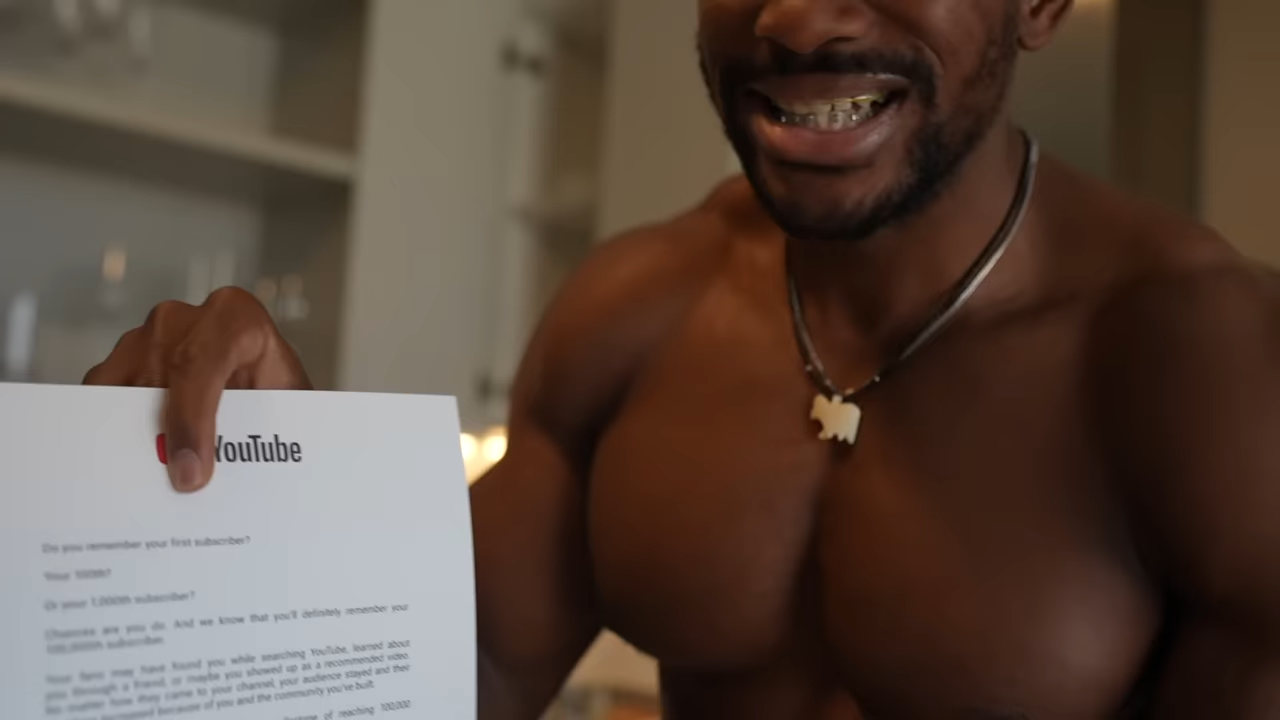 YouTube
Do you remember your first subscriber?
Your 100th?
Or your 1,000th subscriber?
Chances are you do. And we know that you'll definitely remember your
100,000th subscriber.
Your fans may have found you while searching YouTube, learned about
you through a friend, or maybe you showed up as a recommended video.
No matter how they came to your channel, your audience stayed and their
because of you and the community you've built.
of reaching 100,000